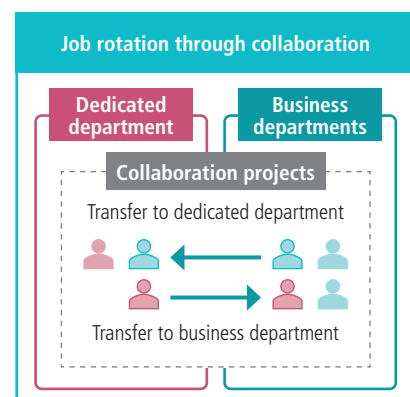 Job rotation through collaboration
Dedicated
department
Business
departments
Collaboration projects
Transfer to dedicated department
Transfer to business department